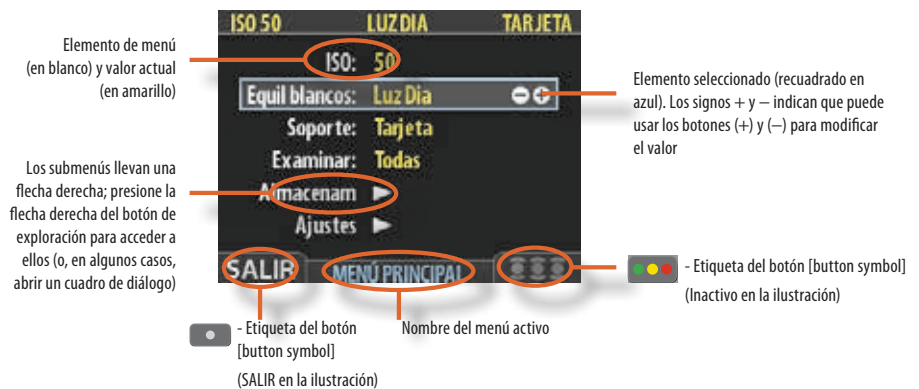 ISO 50 LUZ DIA TARJETA
ISO: 50
Equil blancos: Luz Dia
Soporte: Tarjeta
Examinar: Todas
Almacenam
Ajustes
SALIR MENÚ PRINCIPAL
Elemento de menú
(en blanco) y valor actual
(en amarillo)
Los submenús llevan una
flecha derecha; presione la
flecha derecha del botón de
exploración para acceder a
ellos (o, en algunos casos,
abrir un cuadro de diálogo)
Elemento seleccionado (recuadrado en
azul). Los signos + y − indican que puede
usar los botones (+) y (−) para modificar
el valor
- Etiqueta del botón [button symbol]
(Inactivo en la ilustración)
- Etiqueta del botón
[button symbol]
(SALIR en la ilustración)
Nombre del menú activo